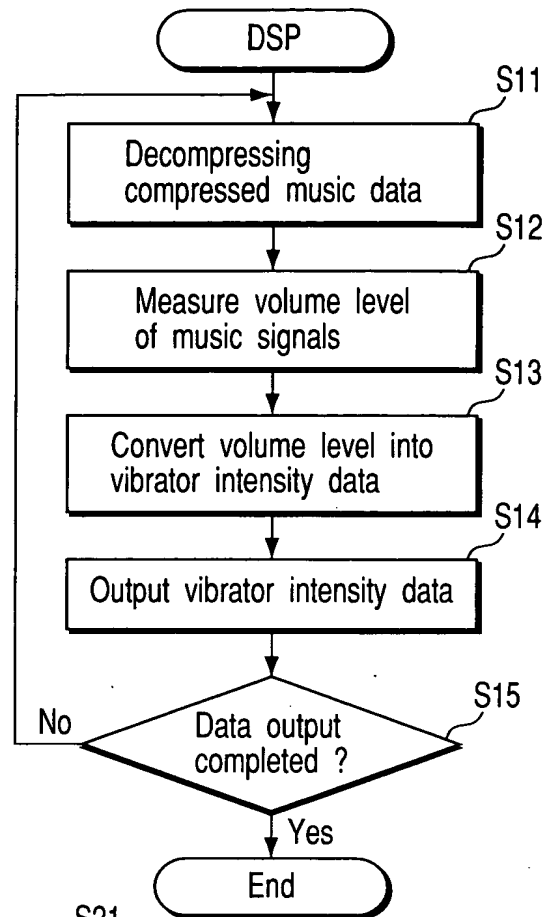 DSP
S11
Decompressing
compressed music data
S12
Measure volume level
of music signals
S13
Convert volume level into
vibrator intensity data
S14
Output vibrator intensity data
S15
No
Data output
completed ?
Yes
End
S21